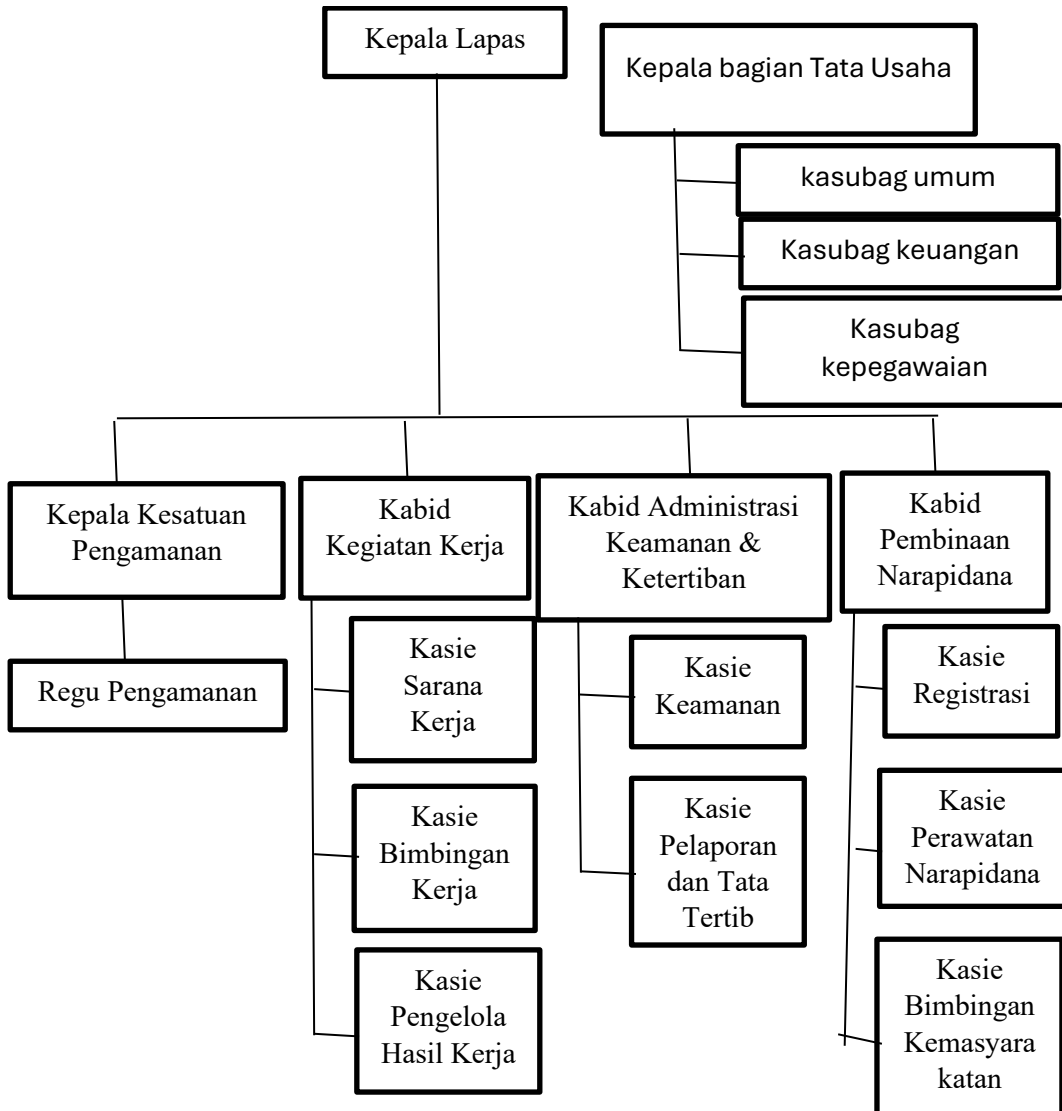 Kepala Lapas
Kepala bagian Tata Usaha
kasubag umum
Kasubag keuangan
Kasubag
kepegawaian
Kepala Kesatuan
Pengamanan
Kabid
Kegiatan Kerja
Kabid Administrasi
Keamanan &
Ketertiban
Kabid
Pembinaan
Narapidana
Regu Pengamanan
Kasie
Sarana
Kerja
Kasie
Keamanan
Kasie
Registrasi
Kasie
Bimbingan
Kerja
Kasie
Pelaporan
dan Tata
Tertib
Kasie
Perawatan
Narapidana
Kasie
Pengelola
Hasil Kerja
Kasie
Bimbingan
Kemasyara
katan